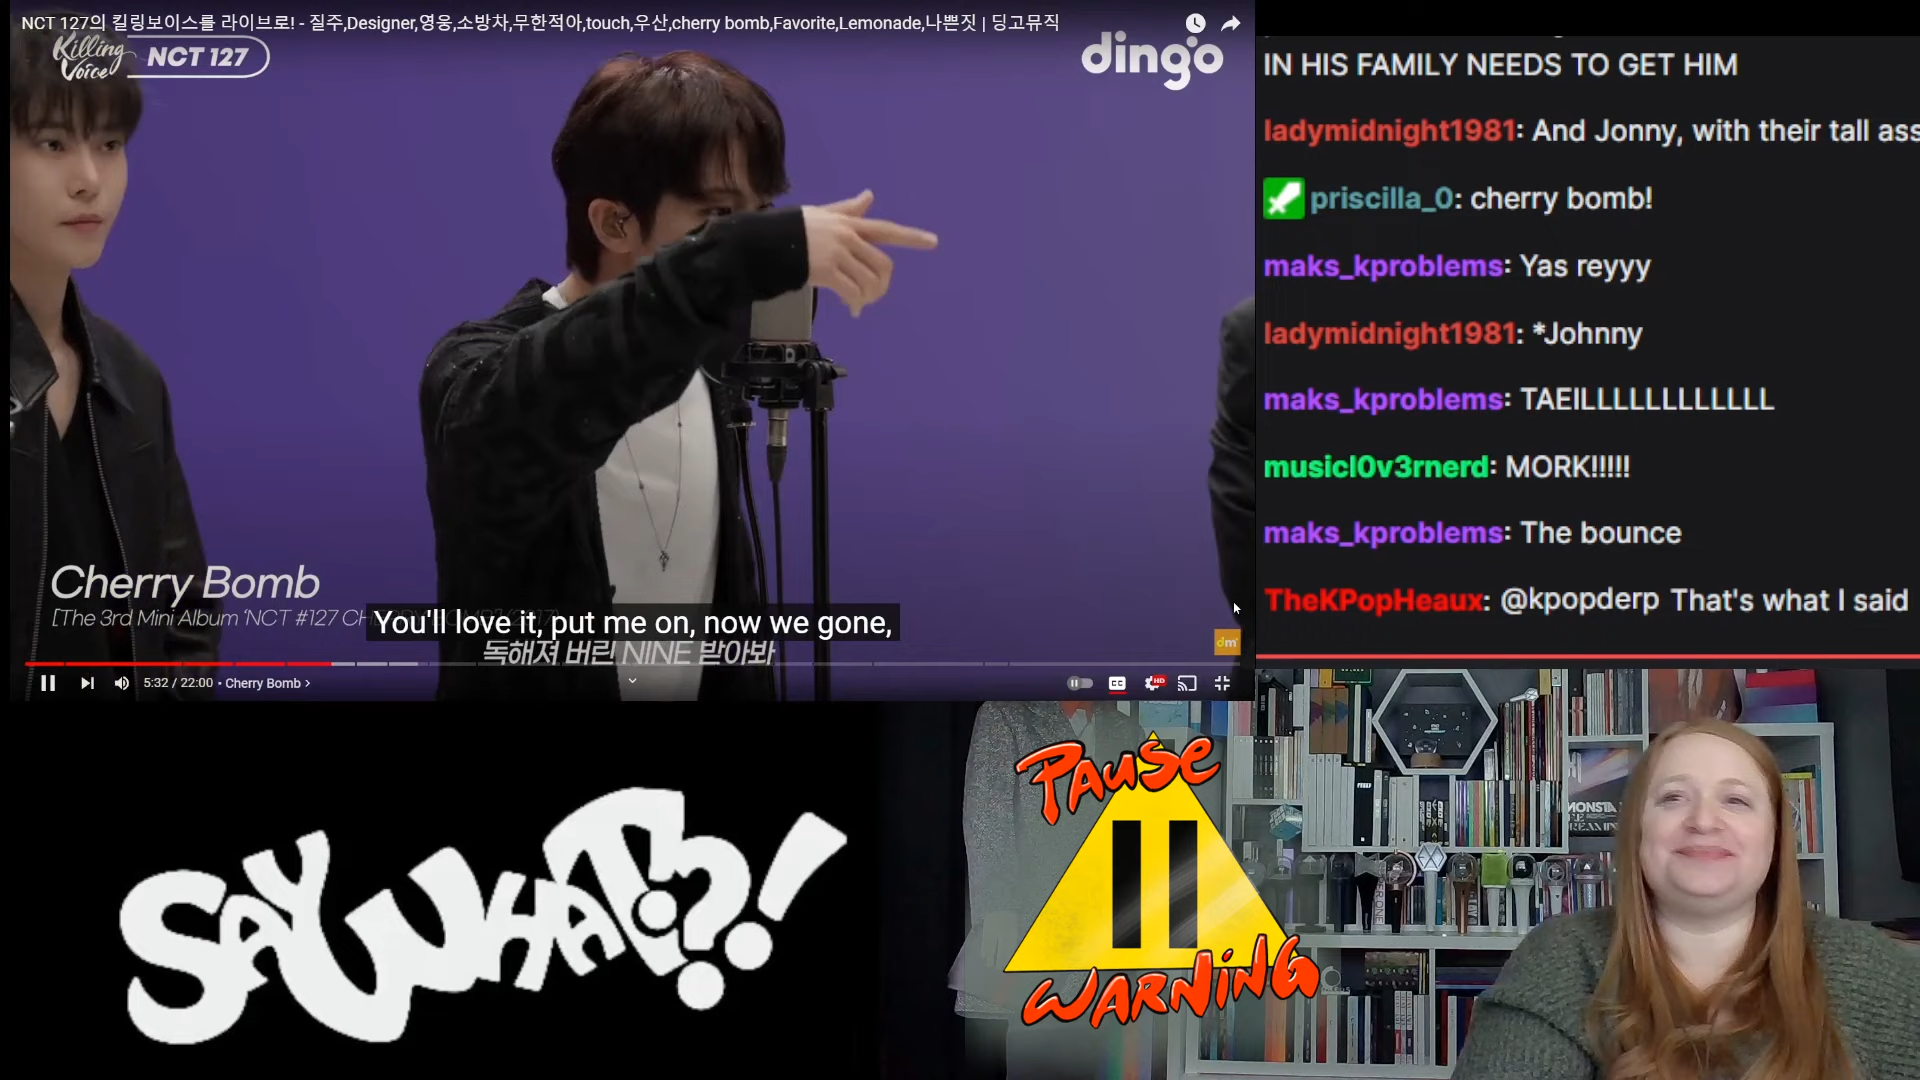 NCT 127의 킬링보이스를 라이브로! - 질주,Designer,영웅,소방차,무한적아,touch,우산,cherry bomb,Favorite,Lemonade,나쁜짓 | 딩고뮤직
Killing Voice
NCT 127
dingo
Cherry Bomb
[The 3rd Mini Album 'NCT #127 CH
You'll love it, put me on, now we gone,
독해져 버린 NINE 받아봐
dm
5:32 / 22:00 • Cherry Bomb >
CC
HD
IN HIS FAMILY NEEDS TO GET HIM
ladymidnight1981: And Jonny, with their tall ass
priscilla_0: cherry bomb!
maks_kproblems: Yas reyyy
ladymidnight1981: *Johnny
maks_kproblems: TAEILLLLLLLLLLLL
musicl0v3rnerd: MORK!!!!!
maks_kproblems: The bounce
TheKPopHeaux: @kpopderp That's what I said
SAY WHAT?!
PAUSE
WARNING
MONSTA